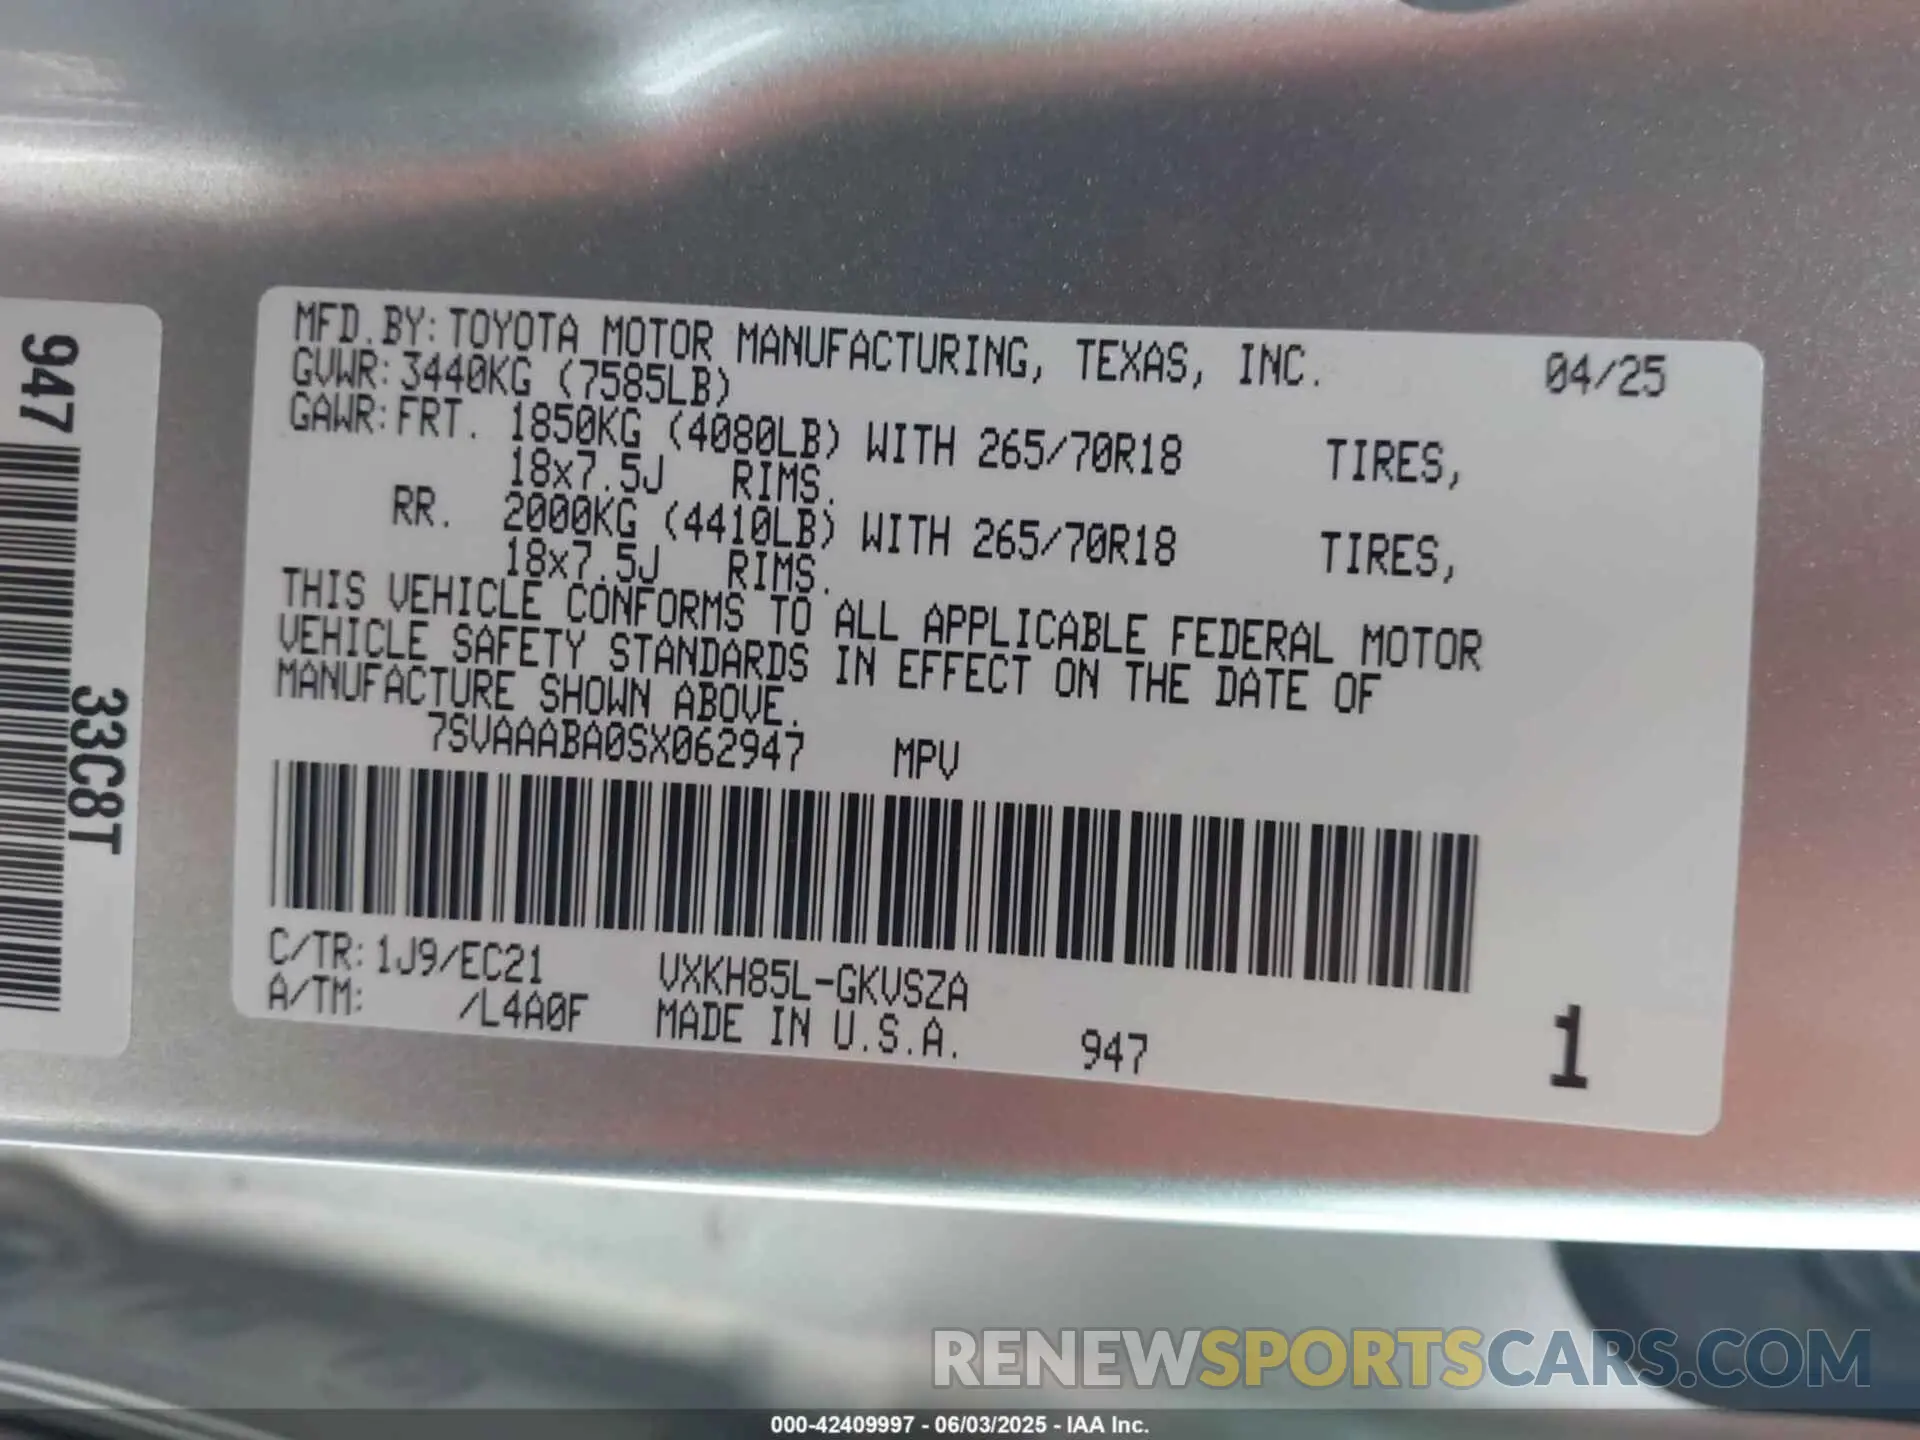 MFD.BY: TOYOTA MOTOR MANUFACTURING, TEXAS, INC. 04/25
GVWR: 3440KG (7585LB)
GAWR: FRT. 1850KG (4080LB) WITH 265/70R18 TIRES,
18x7.5J RIMS.
RR. 2000KG (4410LB) WITH 265/70R18 TIRES,
18x7.5J RIMS.
THIS VEHICLE CONFORMS TO ALL APPLICABLE FEDERAL MOTOR
VEHICLE SAFETY STANDARDS IN EFFECT ON THE DATE OF
MANUFACTURE SHOWN ABOVE.
7SVAAABA0SX062947 MPV
C/TR: 1J9/EC21 VXKH85L-GKVSZA
A/TM: /L4A0F MADE IN U.S.A. 947 1
947
33C8T
RENEWSPORTSCARS.COM
000-42409997 - 06/03/2025 - IAA Inc.